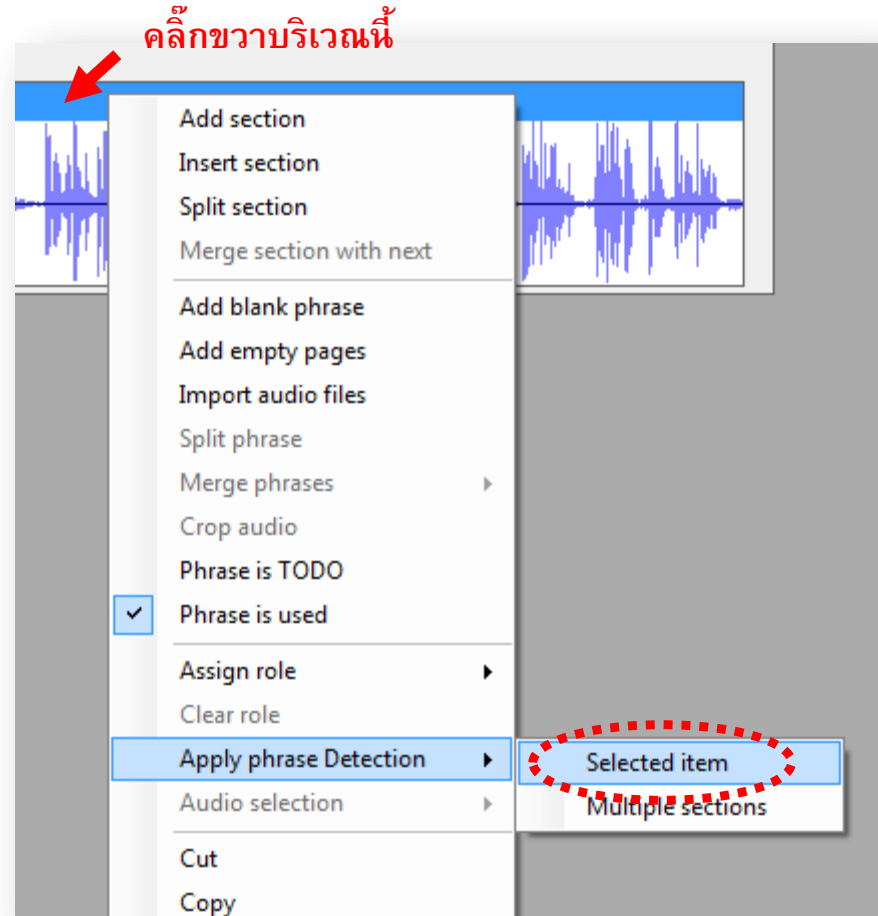 คลิ๊กขวาบริเวณนี้
Add section
Insert section
Split section
Merge section with next
Add blank phrase
Add empty pages
Import audio files
Split phrase
Merge phrases
Crop audio
Phrase is TODO
Phrase is used
Assign role
Clear role
Apply phrase Detection
Selected item
Audio selection
Multiple sections
Cut
Copy